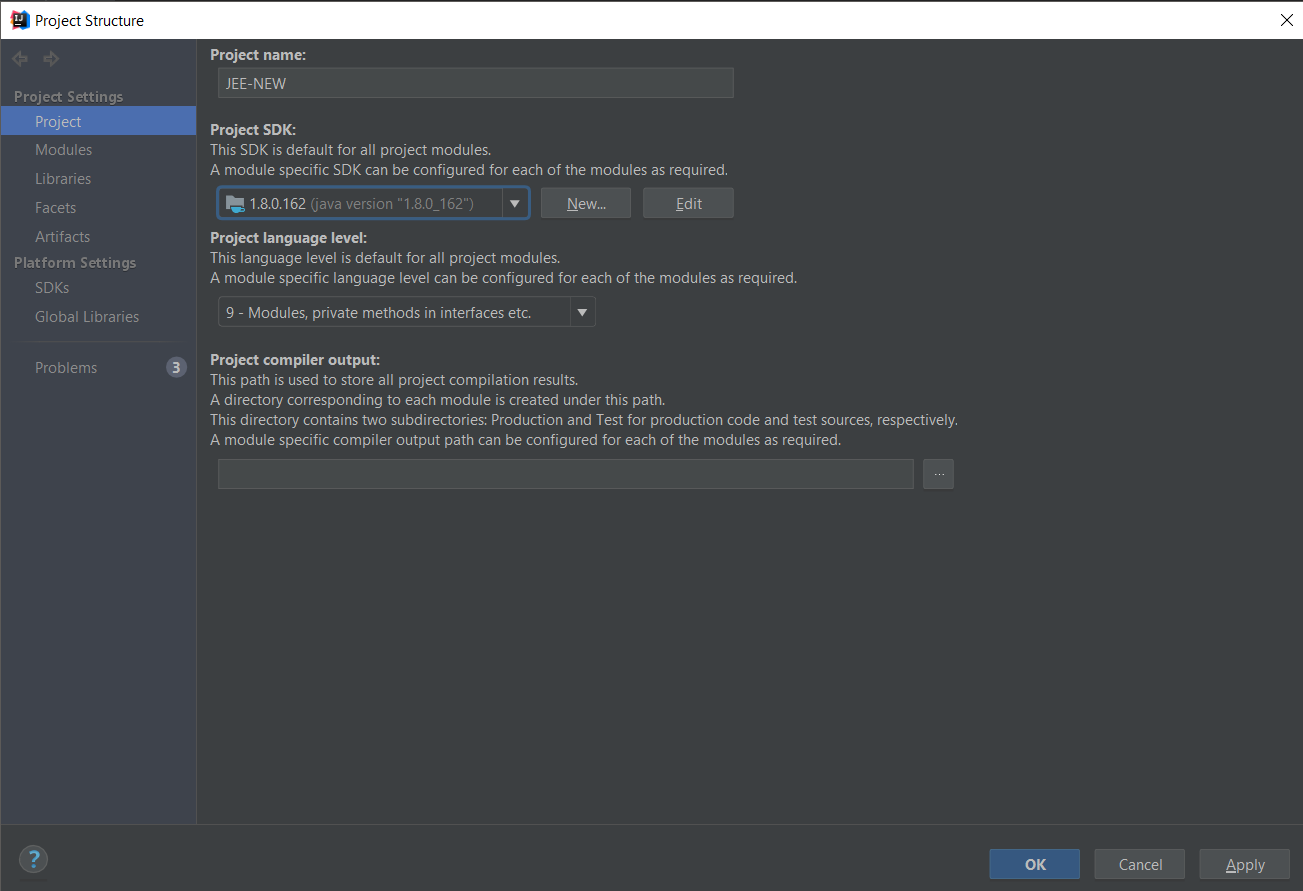 Project Structure
Project Settings
Project
Modules
Libraries
Facets
Artifacts
Platform Settings
SDKs
Global Libraries
Problems
3
Project name:
JEE-NEW
Project SDK:
This SDK is default for all project modules.
A module specific SDK can be configured for each of the modules as required.
1.8.0.162 (java version "1.8.0_162")
New...
Edit
Project language level:
This language level is default for all project modules.
A module specific language level can be configured for each of the modules as required.
9 - Modules, private methods in interfaces etc.
Project compiler output:
This path is used to store all project compilation results.
A directory corresponding to each module is created under this path.
This directory contains two subdirectories: Production and Test for production code and test sources, respectively.
A module specific compiler output path can be configured for each of the modules as required.
...
?
OK
Cancel
Apply